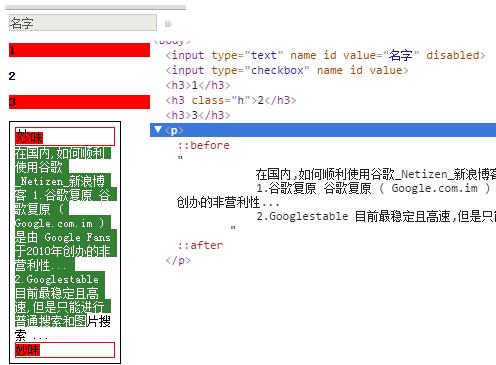 名字
1
2
3
妙味
在国内,如何顺利
使用谷歌
_Netizen_新浪博
客 1.谷歌复原 谷
歌复原 (
Google.com.im )
是由 Google Fans
于2010年创办的非
营利性...
2.Googlestable
目前最稳定且高
速,但是只能进行
普通搜索和图片搜
索 ...
妙味
<body>
<input type="text" name id value="名字" disabled>
<input type="checkbox" name id value>
<h3>1</h3>
<h3 class="h">2</h3>
<h3>3</h3>
<p>
::before
"
在国内,如何顺利使用谷歌_Netizen_新浪博客
1.谷歌复原 谷歌复原 ( Google.com.im )
创办的非营利性...
2.Googlestable 目前最稳定且高速,但是只能
"
::after
</p>